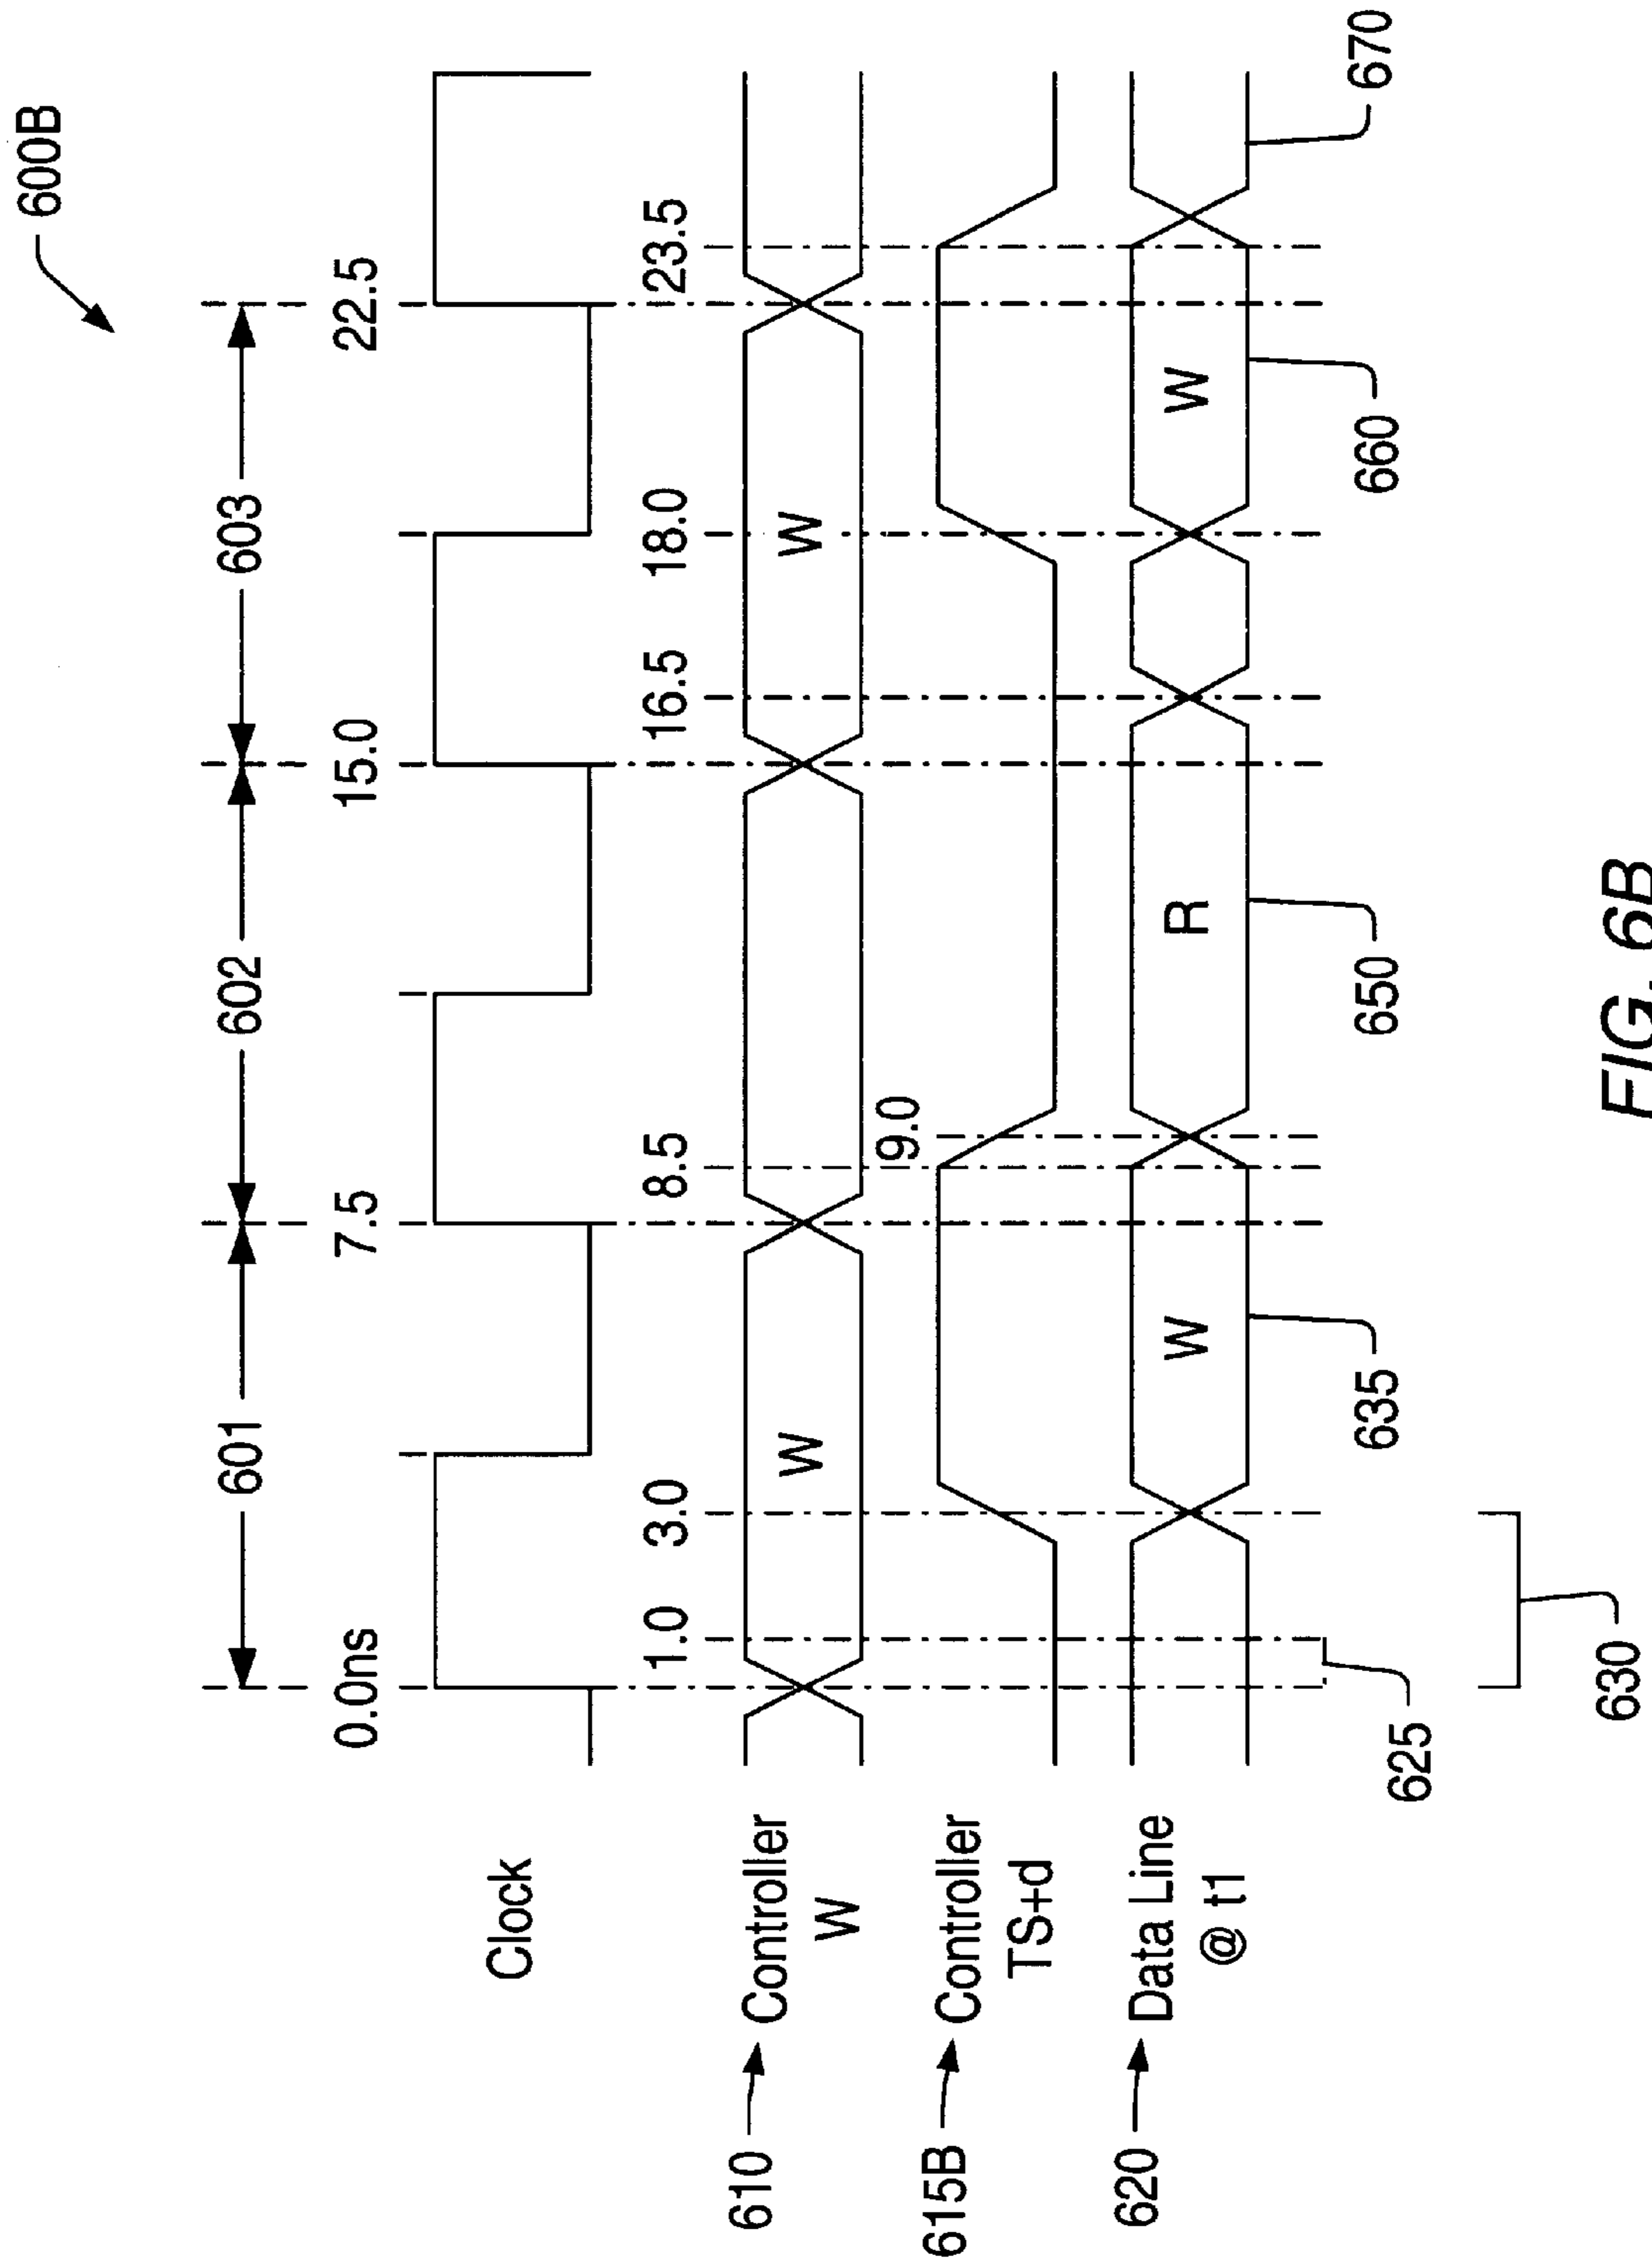 600B
601
602
603
0.0ns
7.5
15.0
22.5
Clock
1.0
3.0
8.5
16.5
18.0
23.5
610
Controller
W
W
W
9.0
615B
Controller
TS+d
620
Data Line
@ t1
W
R
W
625
630
635
650
660
670
FIG. 6B